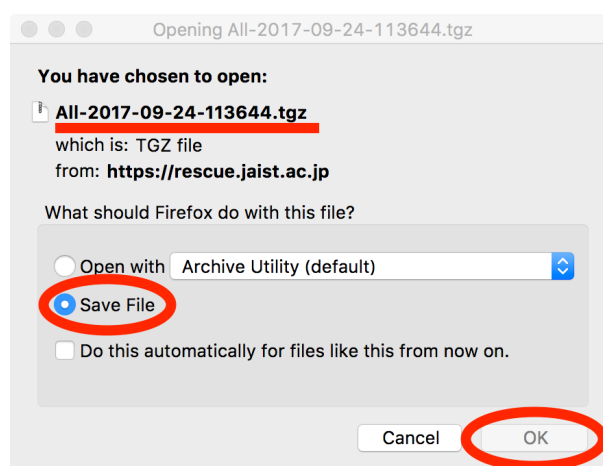 Opening All-2017-09-24-113644.tgz
You have chosen to open:
All-2017-09-24-113644.tgz
which is: TGZ file
from: https://rescue.jaist.ac.jp
What should Firefox do with this file?
Open with Archive Utility (default)
Save File
Do this automatically for files like this from now on.
Cancel OK